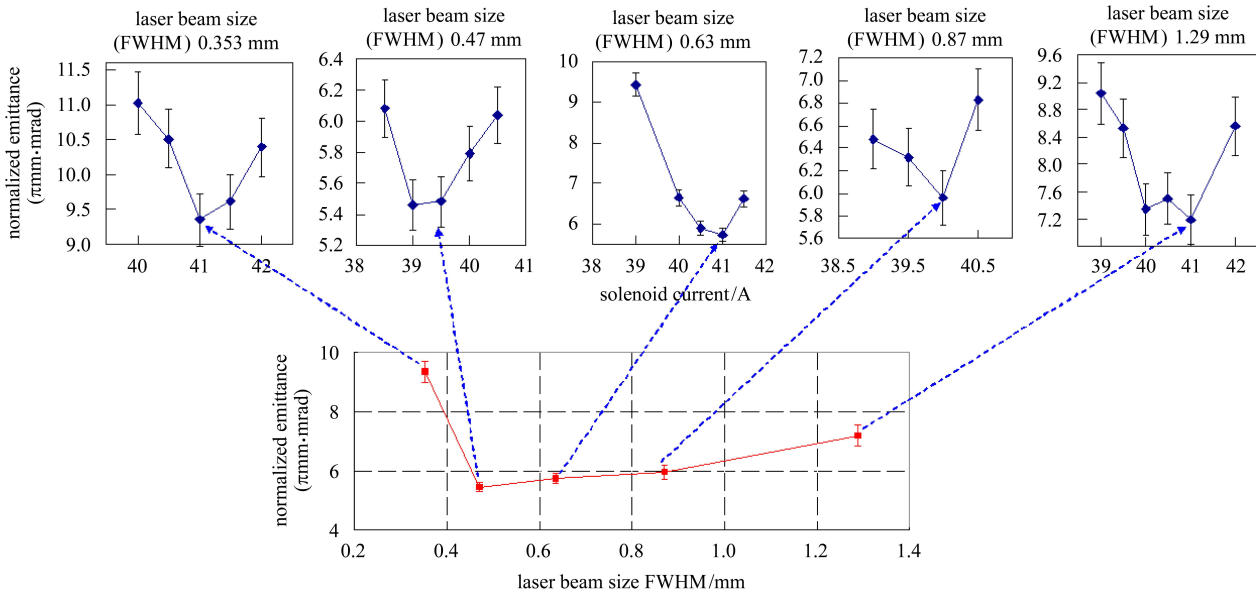 laser beam size
(FWHM) 0.353 mm
laser beam size
(FWHM) 0.47 mm
laser beam size
(FWHM) 0.63 mm
laser beam size
(FWHM) 0.87 mm
laser beam size
(FWHM) 1.29 mm
normalized emittance
(πmm·mrad)
11.5
11.0
10.5
10.0
9.5
9.0
40 41 42
6.4
6.2
6.0
5.8
5.6
5.4
5.2
38 39 40 41
10
9
7
6
38 39 40 41 42
solenoid current/A
7.2
7.0
6.8
6.6
6.4
6.2
6.0
5.8
5.6
38.5 39.5 40.5
9.6
9.2
8.8
8.4
8.0
7.6
7.2
39 40 41 42
normalized emittance
(πmm·mrad)
10
8
6
4
0.2 0.4 0.6 0.8 1.0 1.2 1.4
laser beam size FWHM/mm